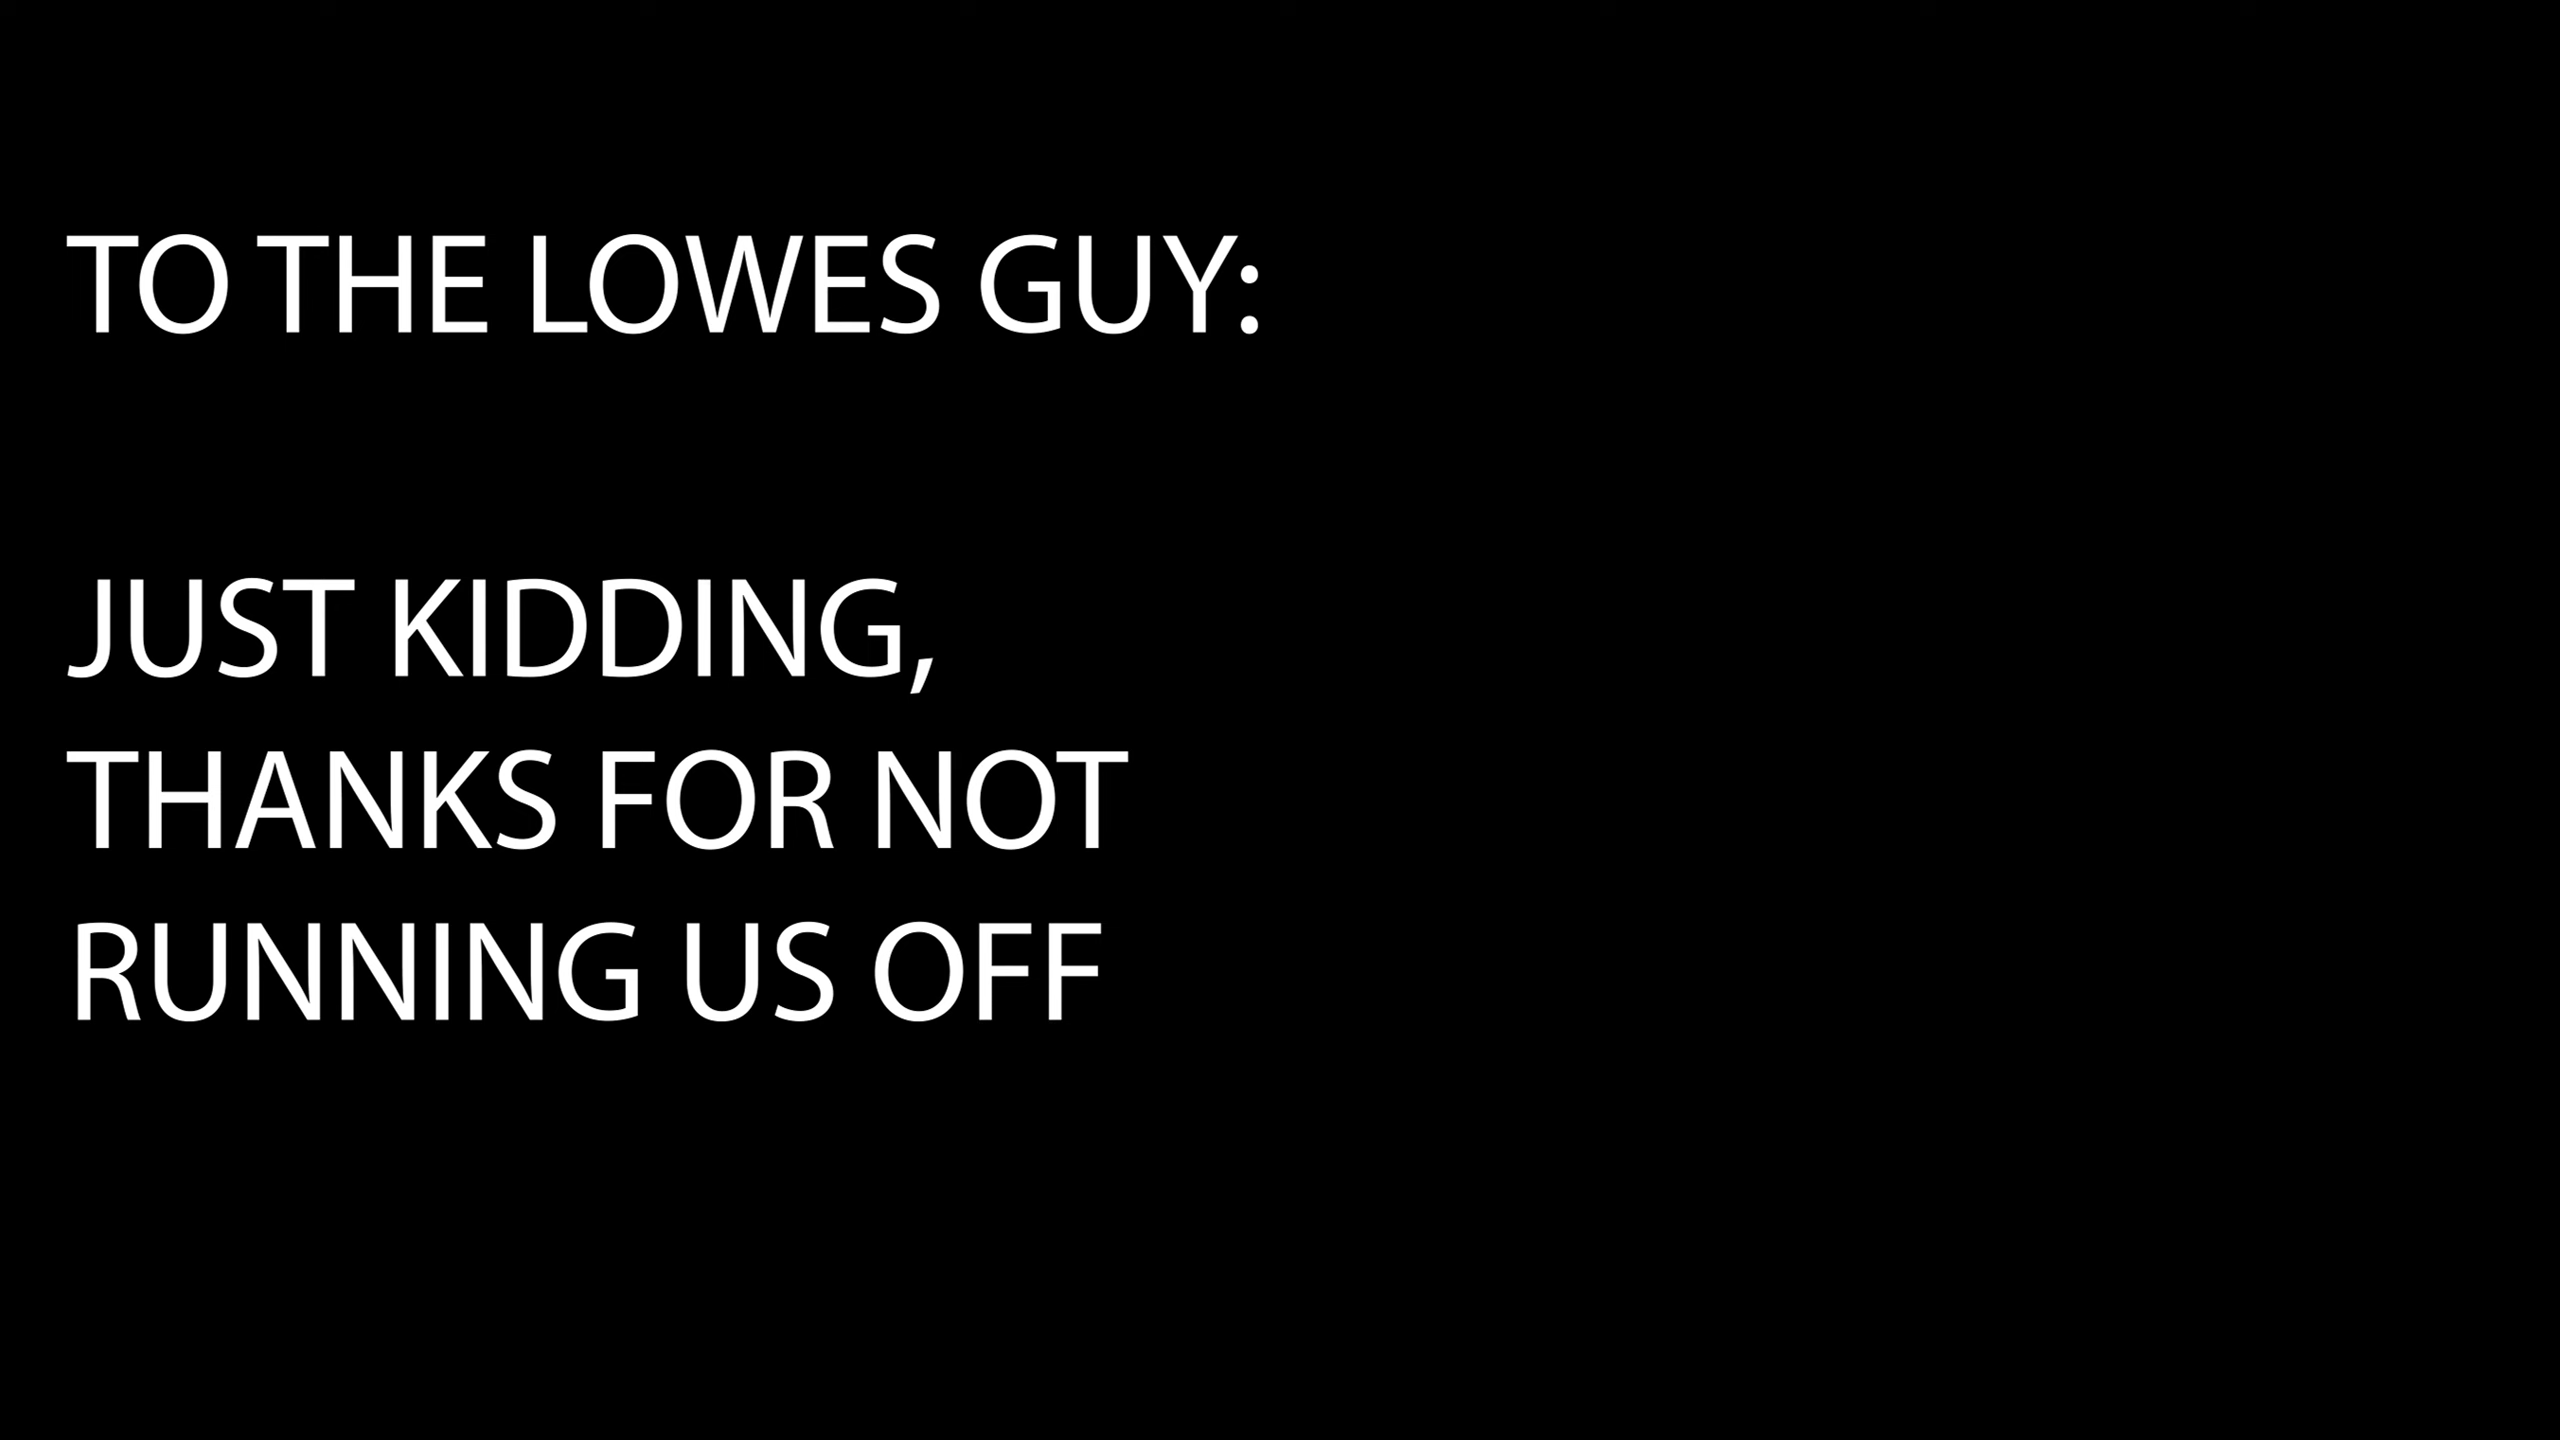 TO THE LOWES GUY:
JUST KIDDING,
THANKS FOR NOT
RUNNING US OFF